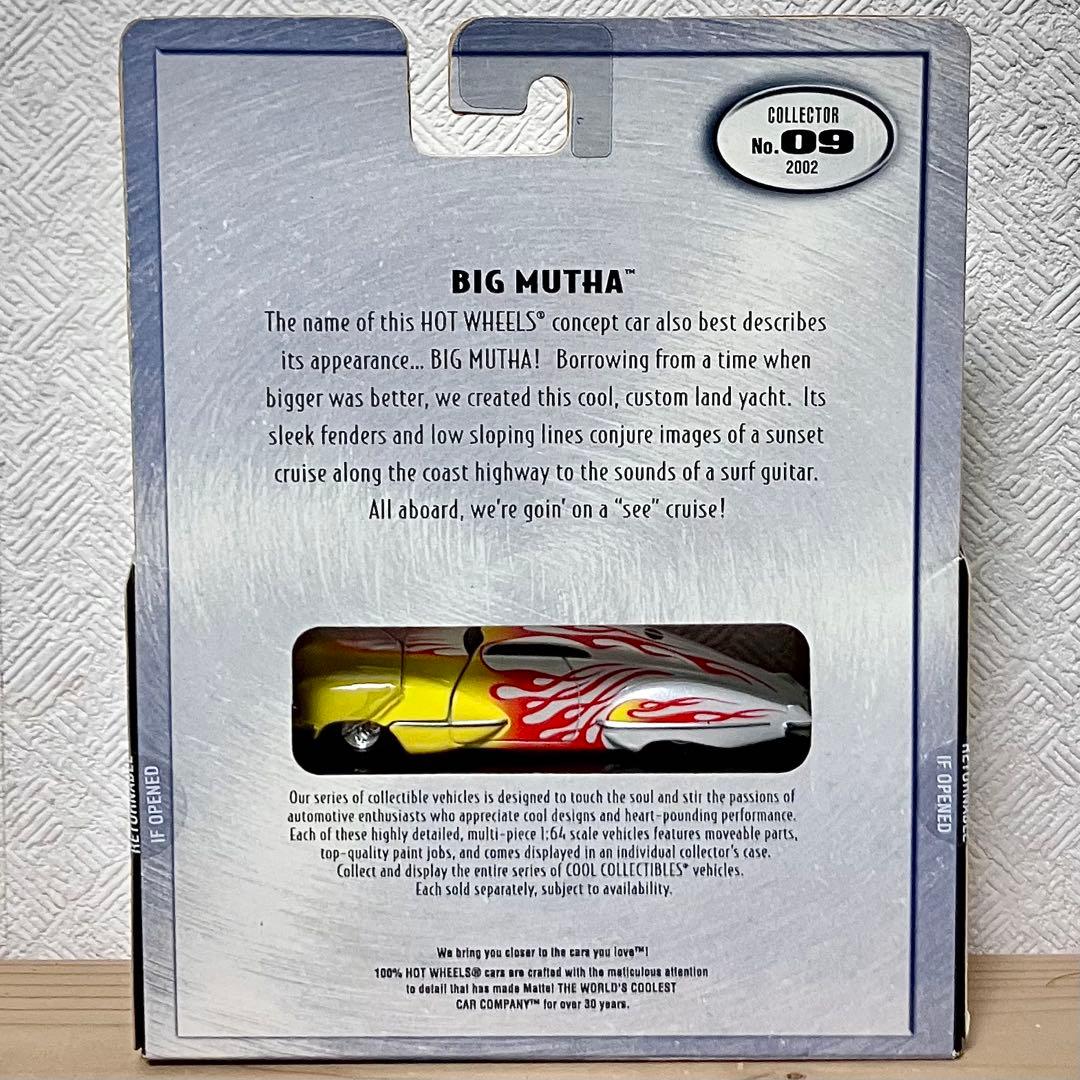 COLLECTOR
No. 09
2002
BIG MUTHA™
The name of this HOT WHEELS® concept car also best describes
its appearance... BIG MUTHA! Borrowing from a time when
bigger was better, we created this cool, custom land yacht. Its
sleek fenders and low sloping lines conjure images of a sunset
cruise along the coast highway to the sounds of a surf guitar.
All aboard, we're goin' on a "see" cruise!
Our series of collectible vehicles is designed to touch the soul and stir the passions of
automotive enthusiasts who appreciate cool designs and heart-pounding performance.
Each of these highly detailed, multi-piece 1:64 scale vehicles features moveable parts,
top-quality paint jobs, and comes displayed in an individual collector's case.
Collect and display the entire series of COOL COLLECTIBLES® vehicles.
Each sold separately, subject to availability.
We bring you closer to the cars you love™!
100% HOT WHEELS® cars are crafted with the meticulous attention
to detail that has made Mattel THE WORLD'S COOLEST
CAR COMPANY™ for over 30 years.
IF OPENED
IF OPENED